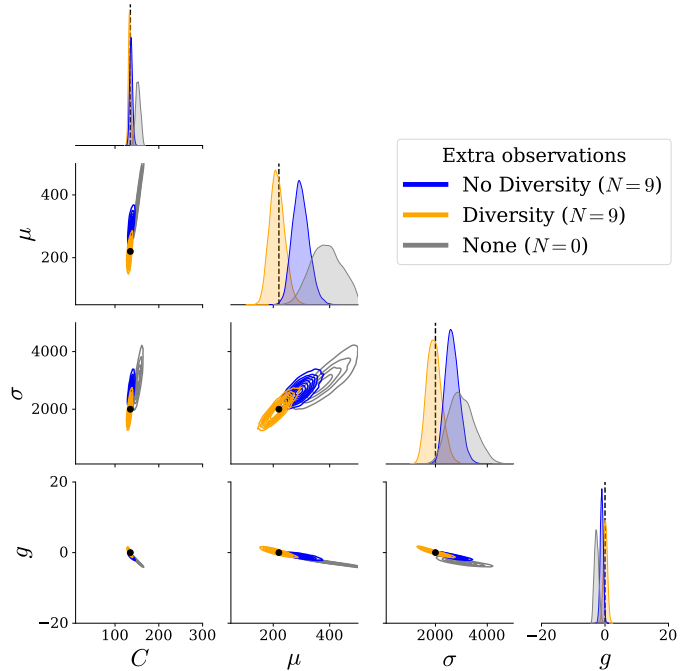 Extra observations
No Diversity (N = 9)
Diversity (N = 9)
None (N = 0)
400
200
μ
4000
2000
0
σ
20
0
−20
g
100 200 300
C
200 400
μ
2000 4000
σ
−20 0 20
g